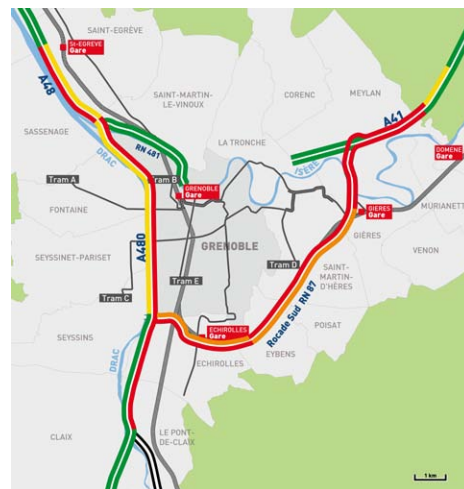 SAINT-EGRÈVE
ST-EGRÈVE
Gare
A48
SAINT-MARTIN
-LE-VINOUX
CORENC
MEYLAN
A41
SASSENAGE
DRAC
RN 481
LA TRONCHE
ISÈRE
DOMÈNE
Gare
Tram A
Tram B
GRENOBLE
Gare
MURIANETTE
FONTAINE
GIÈRES
Gare
GIÈRES
A480
GRENOBLE
VENON
SEYSSINET-PARISET
Tram D
SAINT-
MARTIN
-D'HÈRES
Tram E
Tram C
Rocade Sud RN 87
POISAT
ECHIROLLES
Gare
SEYSSINS
EYBENS
ECHIROLLES
DRAC
CLAIX
LE PONT-
DE-CLAIX
1 km